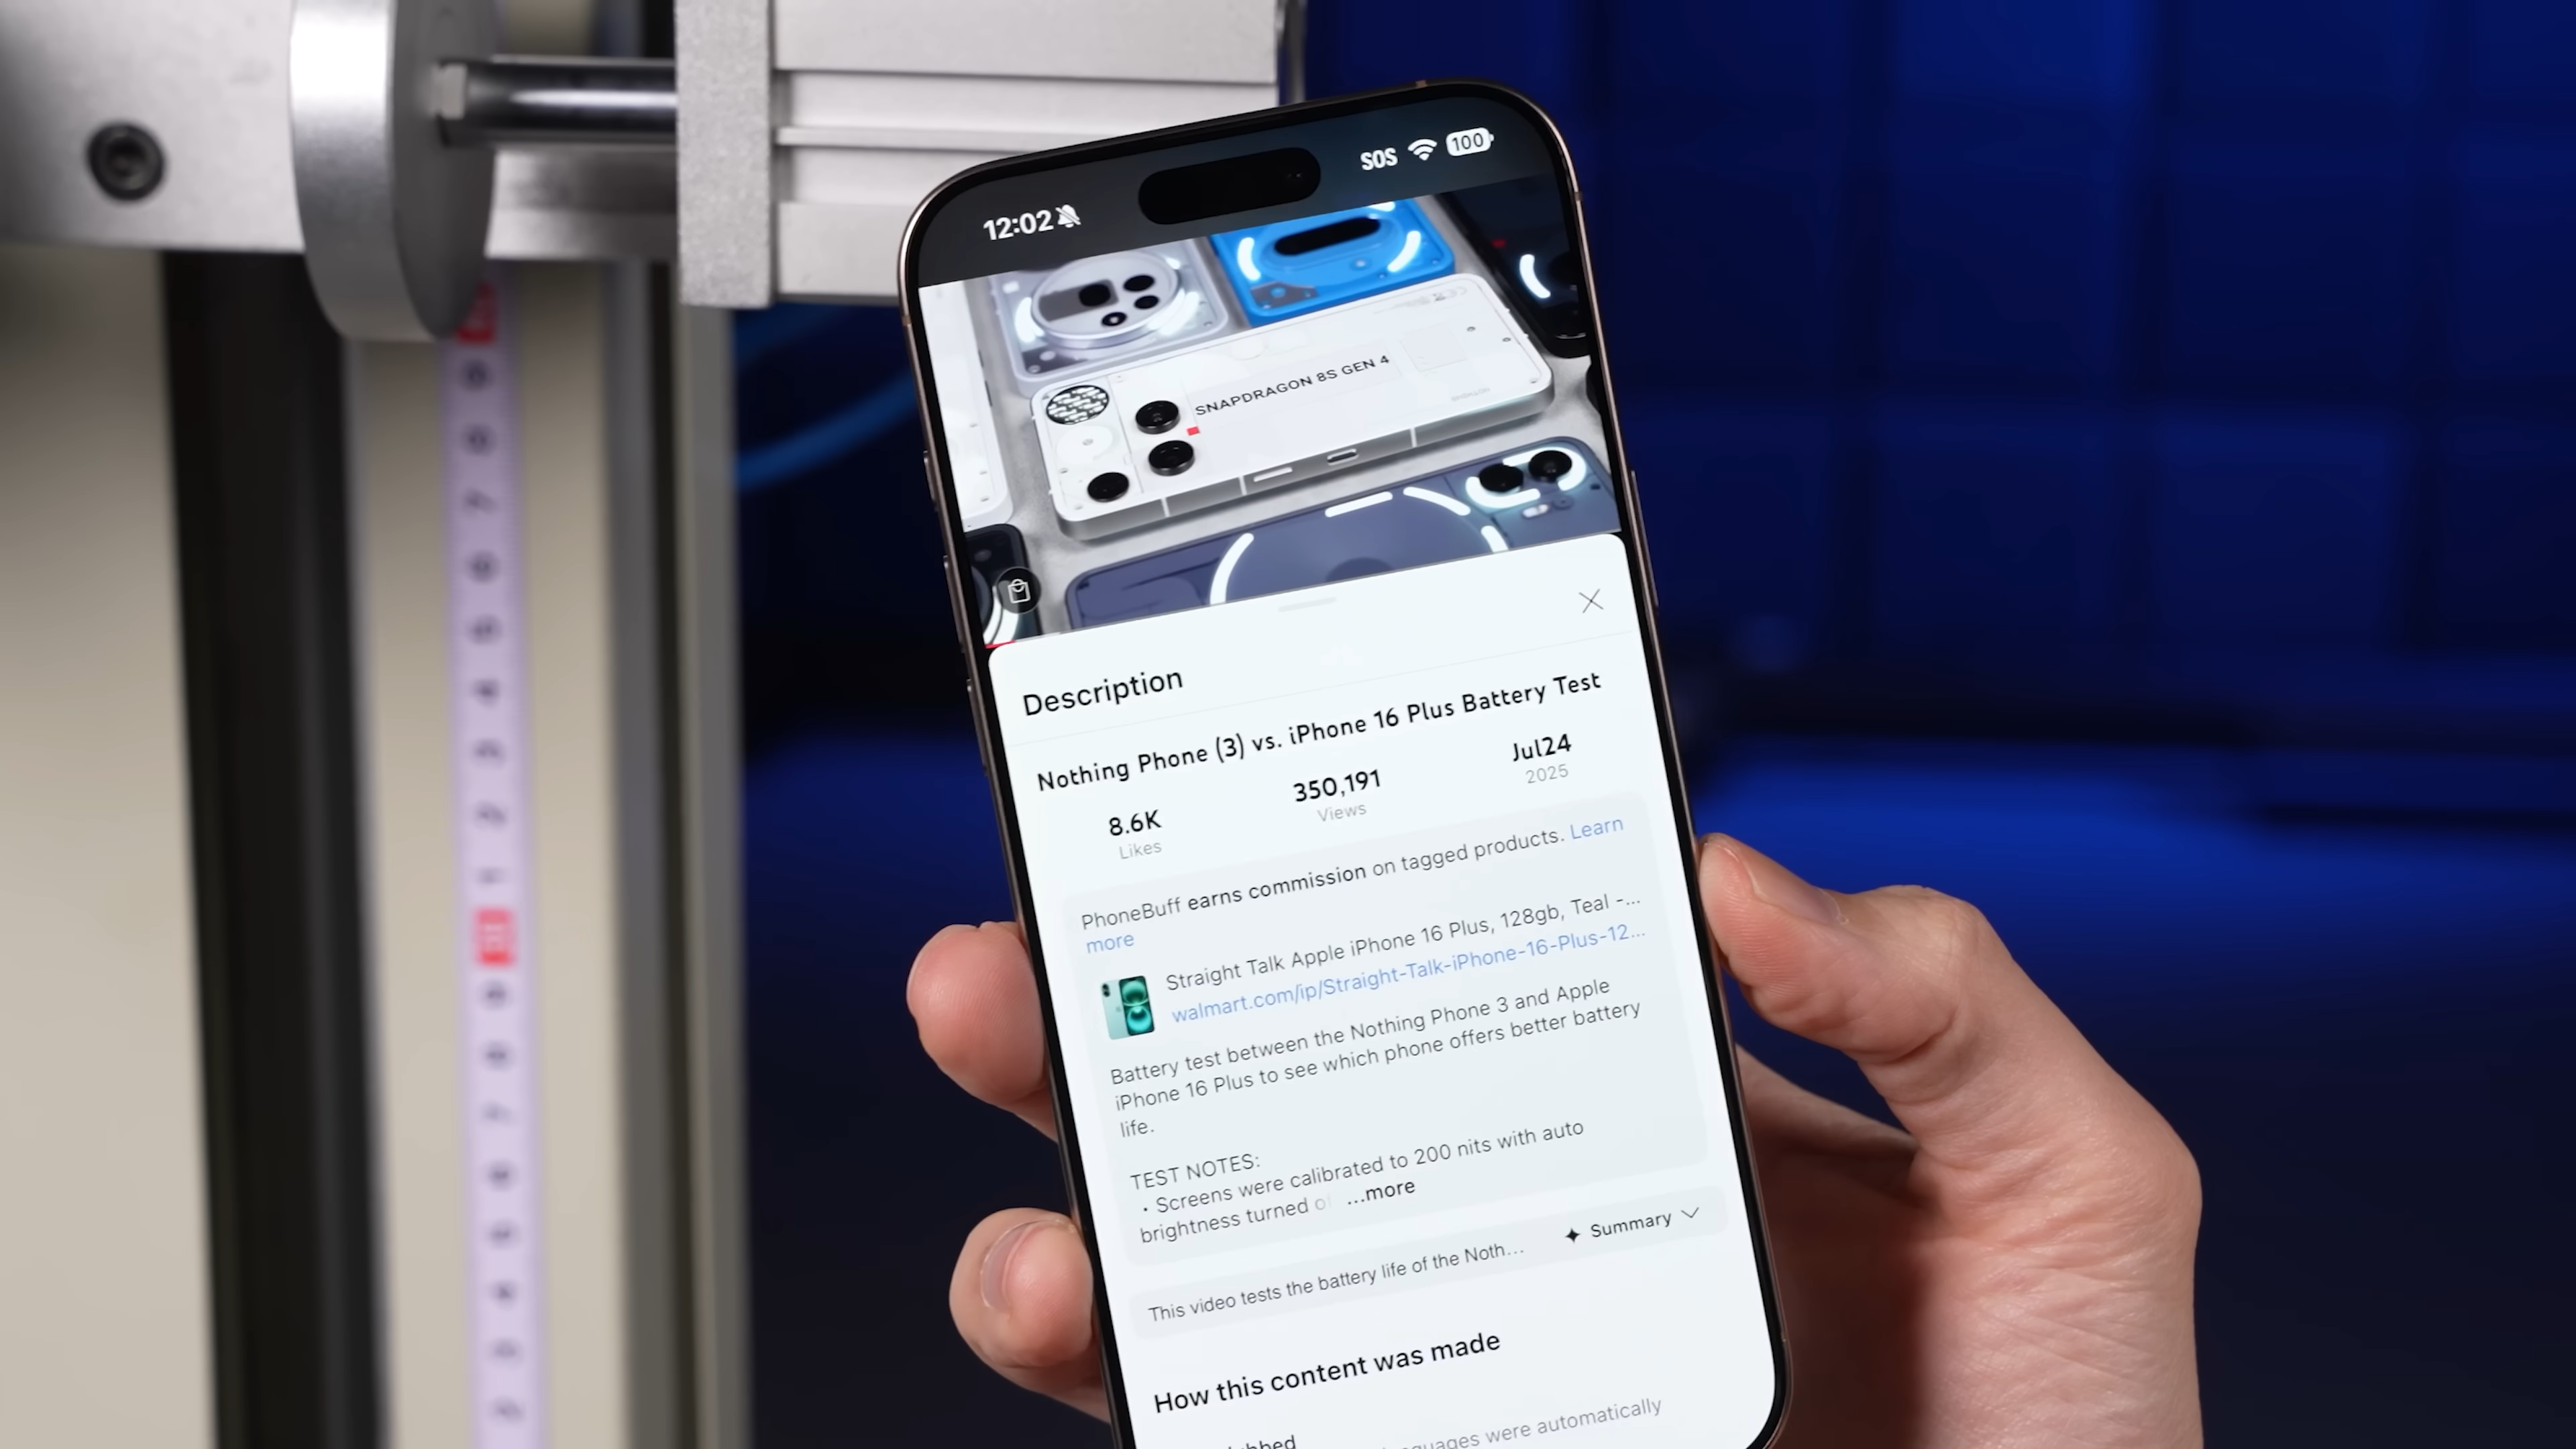 12:02
SOS
100
SNAPDRAGON 8S GEN 4
Description
Nothing Phone (3) vs. iPhone 16 Plus Battery Test
8.6K
Likes
350,191
Views
Jul24
2025
PhoneBuff earns commission on tagged products. Learn
more
Straight Talk Apple iPhone 16 Plus, 128gb, Teal -...
walmart.com/ip/Straight-Talk-iPhone-16-Plus-12...
Battery test between the Nothing Phone 3 and Apple
iPhone 16 Plus to see which phone offers better battery
life.
TEST NOTES:
• Screens were calibrated to 200 nits with auto
brightness turned o ...more
This video tests the battery life of the Noth...
Summary
How this content was made
were automatically